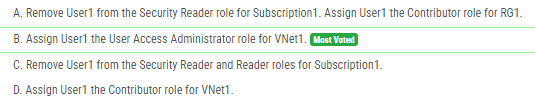 A. Remove User1 from the Security Reader role for Subscription1. Assign User1 the Contributor role for RG1.
B. Assign User1 the User Access Administrator role for VNet1. Most Voted
C. Remove User1 from the Security Reader and Reader roles for Subscription1.
D. Assign User1 the Contributor role for VNet1.